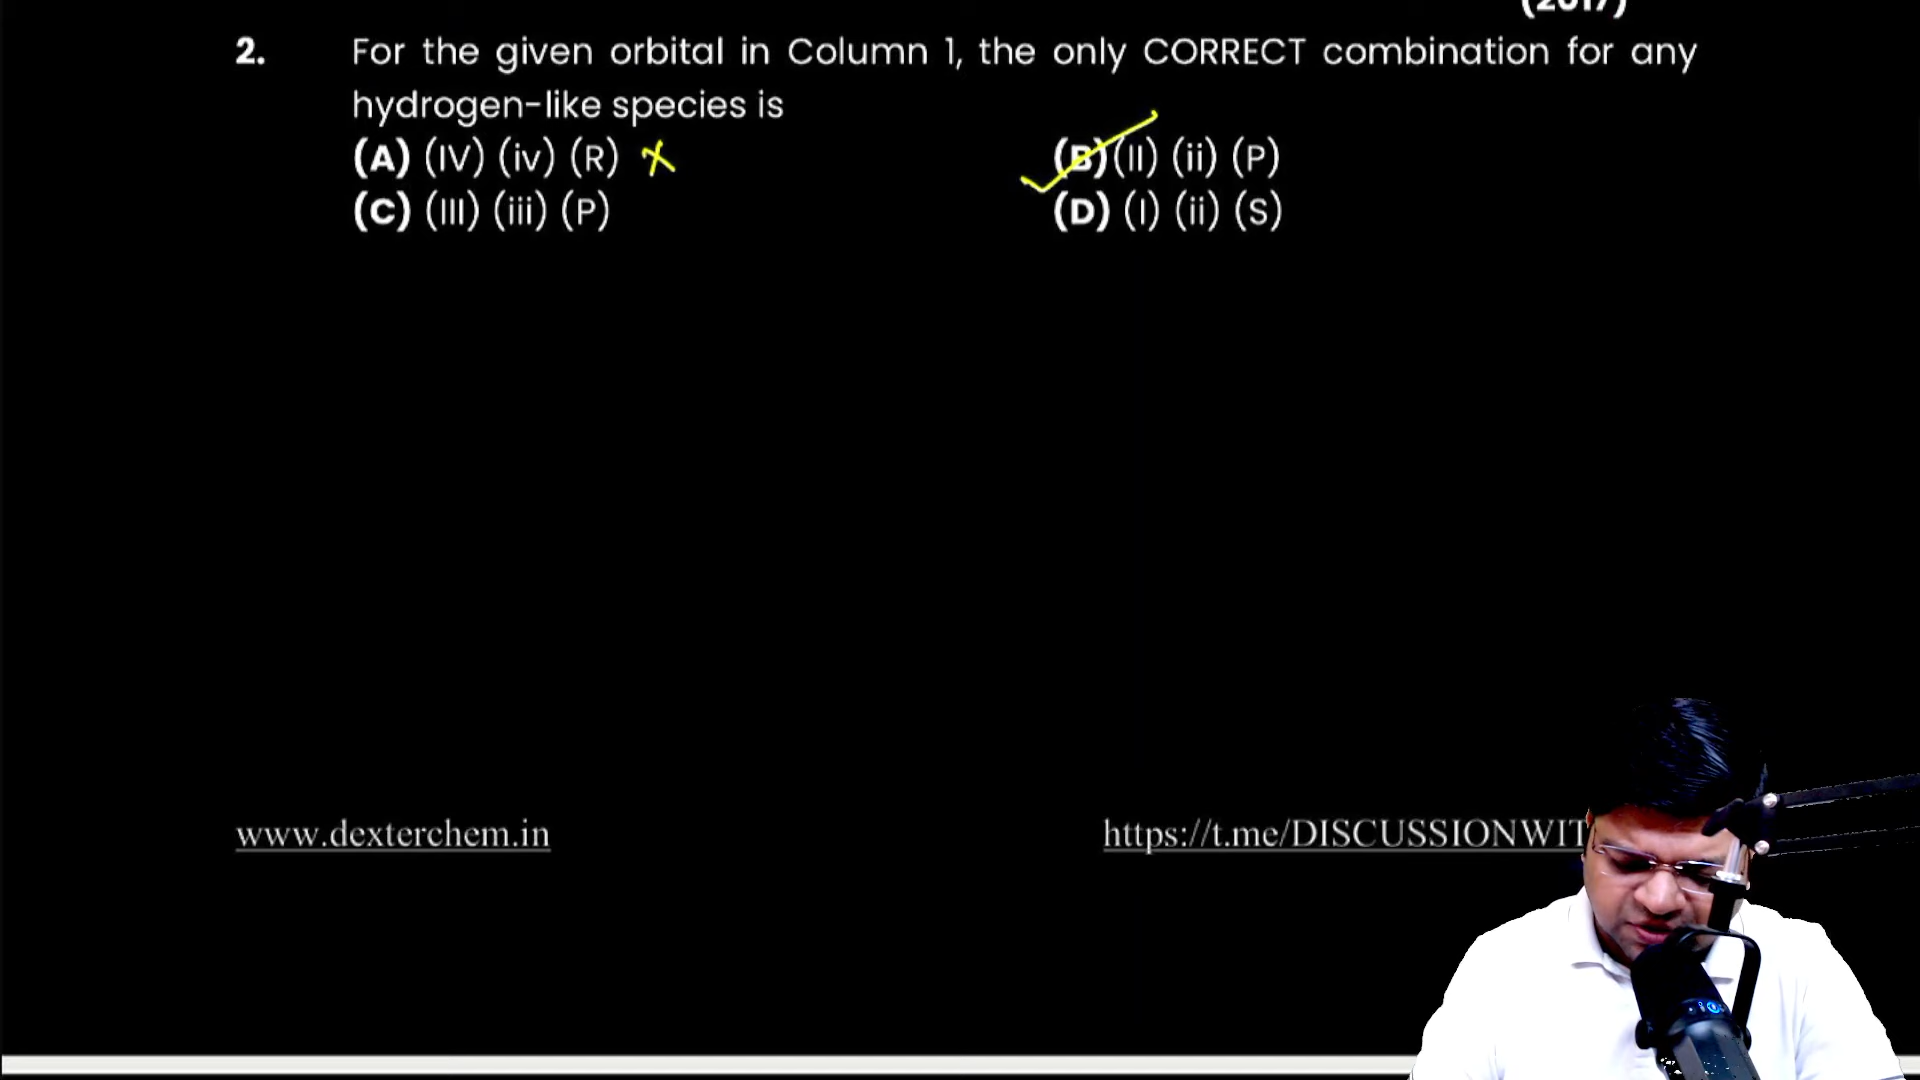 (2017)
2. For the given orbital in Column 1, the only CORRECT combination for any
hydrogen-like species is
(A) (IV) (iv) (R) (B) (II) (ii) (P)
(C) (III) (iii) (P) (D) (I) (ii) (S)
www.dexterchem.in https://t.me/DISCUSSIONWIT